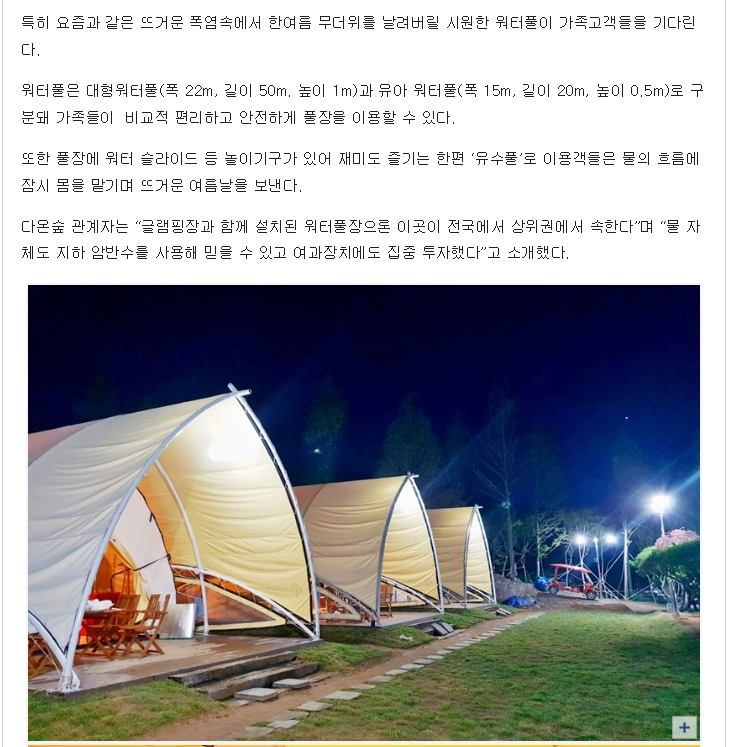 특히 요즘과 같은 뜨거운 폭염속에서 한여름 무더위를 날려버릴 시원한 워터풀이 가족고객들을 기다린
다.
워터풀은 대형워터풀(폭 22m, 길이 50m, 높이 1m)과 유아 워터풀(폭 15m, 길이 20m, 높이 0.5m)로 구
분돼 가족들이  비교적 편리하고 안전하게 풀장을 이용할 수 있다.
또한 풀장에 워터 슬라이드 등 놀이기구가 있어 재미도 즐기는 한편 ‘유수풀’로 이용객들은 물의 흐름에
잠시 몸을 맡기며 뜨거운 여름날을 보낸다.
다온숲 관계자는 “글램핑장과 함께 설치된 워터풀장으론 이곳이 전국에서 상위권에서 속한다”며 “물 자
체도 지하 암반수를 사용해 믿을 수 있고 여과장치에도 집중 투자했다”고 소개했다.